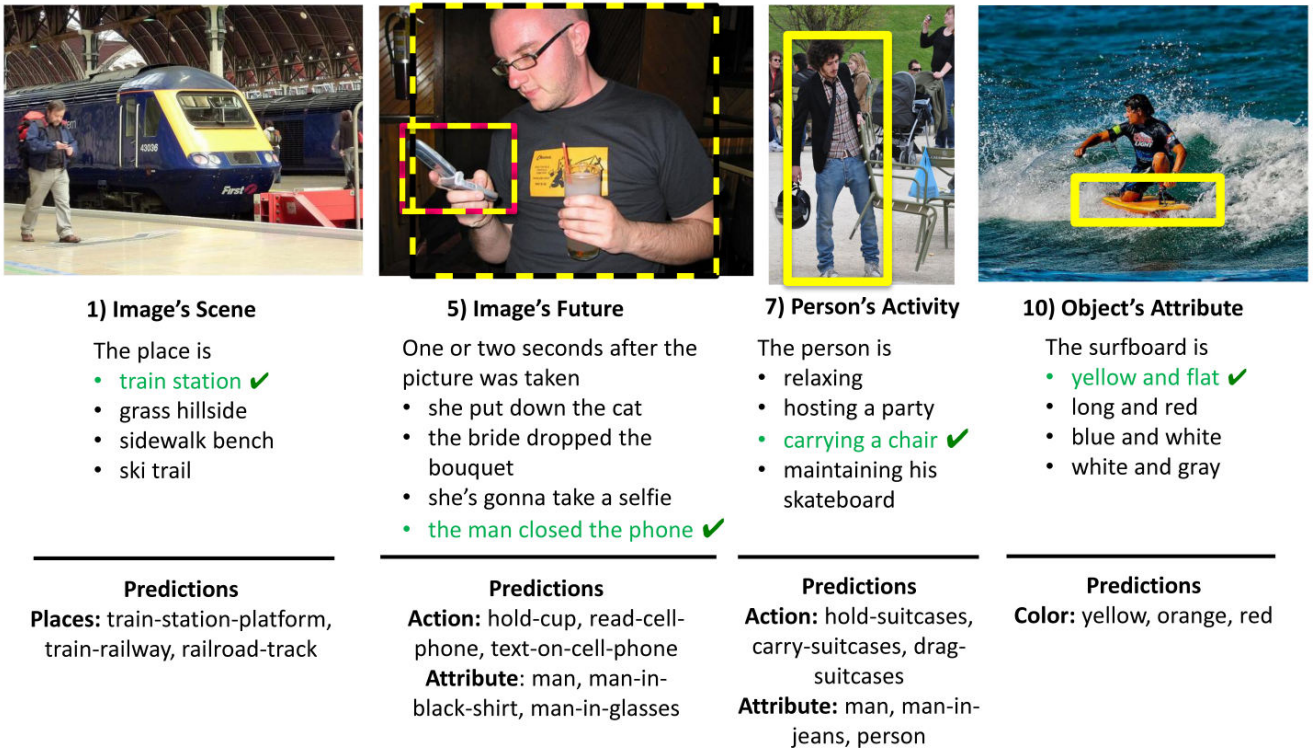 43036
First
LIGHT
1) Image's Scene
The place is
• train station ✔
• grass hillside
• sidewalk bench
• ski trail
Predictions
Places: train-station-platform,
train-railway, railroad-track
5) Image's Future
One or two seconds after the
picture was taken
• she put down the cat
• the bride dropped the
bouquet
• she's gonna take a selfie
• the man closed the phone ✔
Predictions
Action: hold-cup, read-cell-
phone, text-on-cell-phone
Attribute: man, man-in-
black-shirt, man-in-glasses
7) Person's Activity
The person is
• relaxing
• hosting a party
• carrying a chair ✔
• maintaining his
skateboard
Predictions
Action: hold-suitcases,
carry-suitcases, drag-
suitcases
Attribute: man, man-in-
jeans, person
10) Object's Attribute
The surfboard is
• yellow and flat ✔
• long and red
• blue and white
• white and gray
Predictions
Color: yellow, orange, red